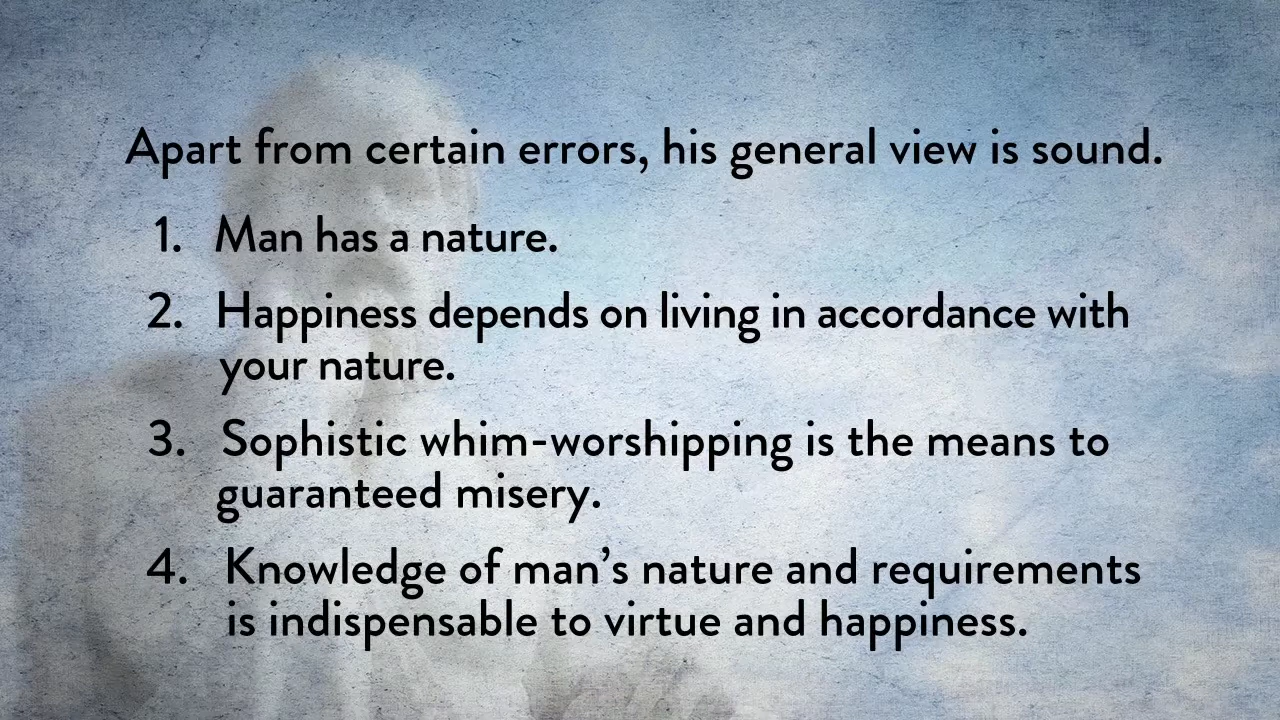 Apart from certain errors, his general view is sound.
1. Man has a nature.
2. Happiness depends on living in accordance with
your nature.
3. Sophistic whim-worshipping is the means to
guaranteed misery.
4. Knowledge of man’s nature and requirements
is indispensable to virtue and happiness.